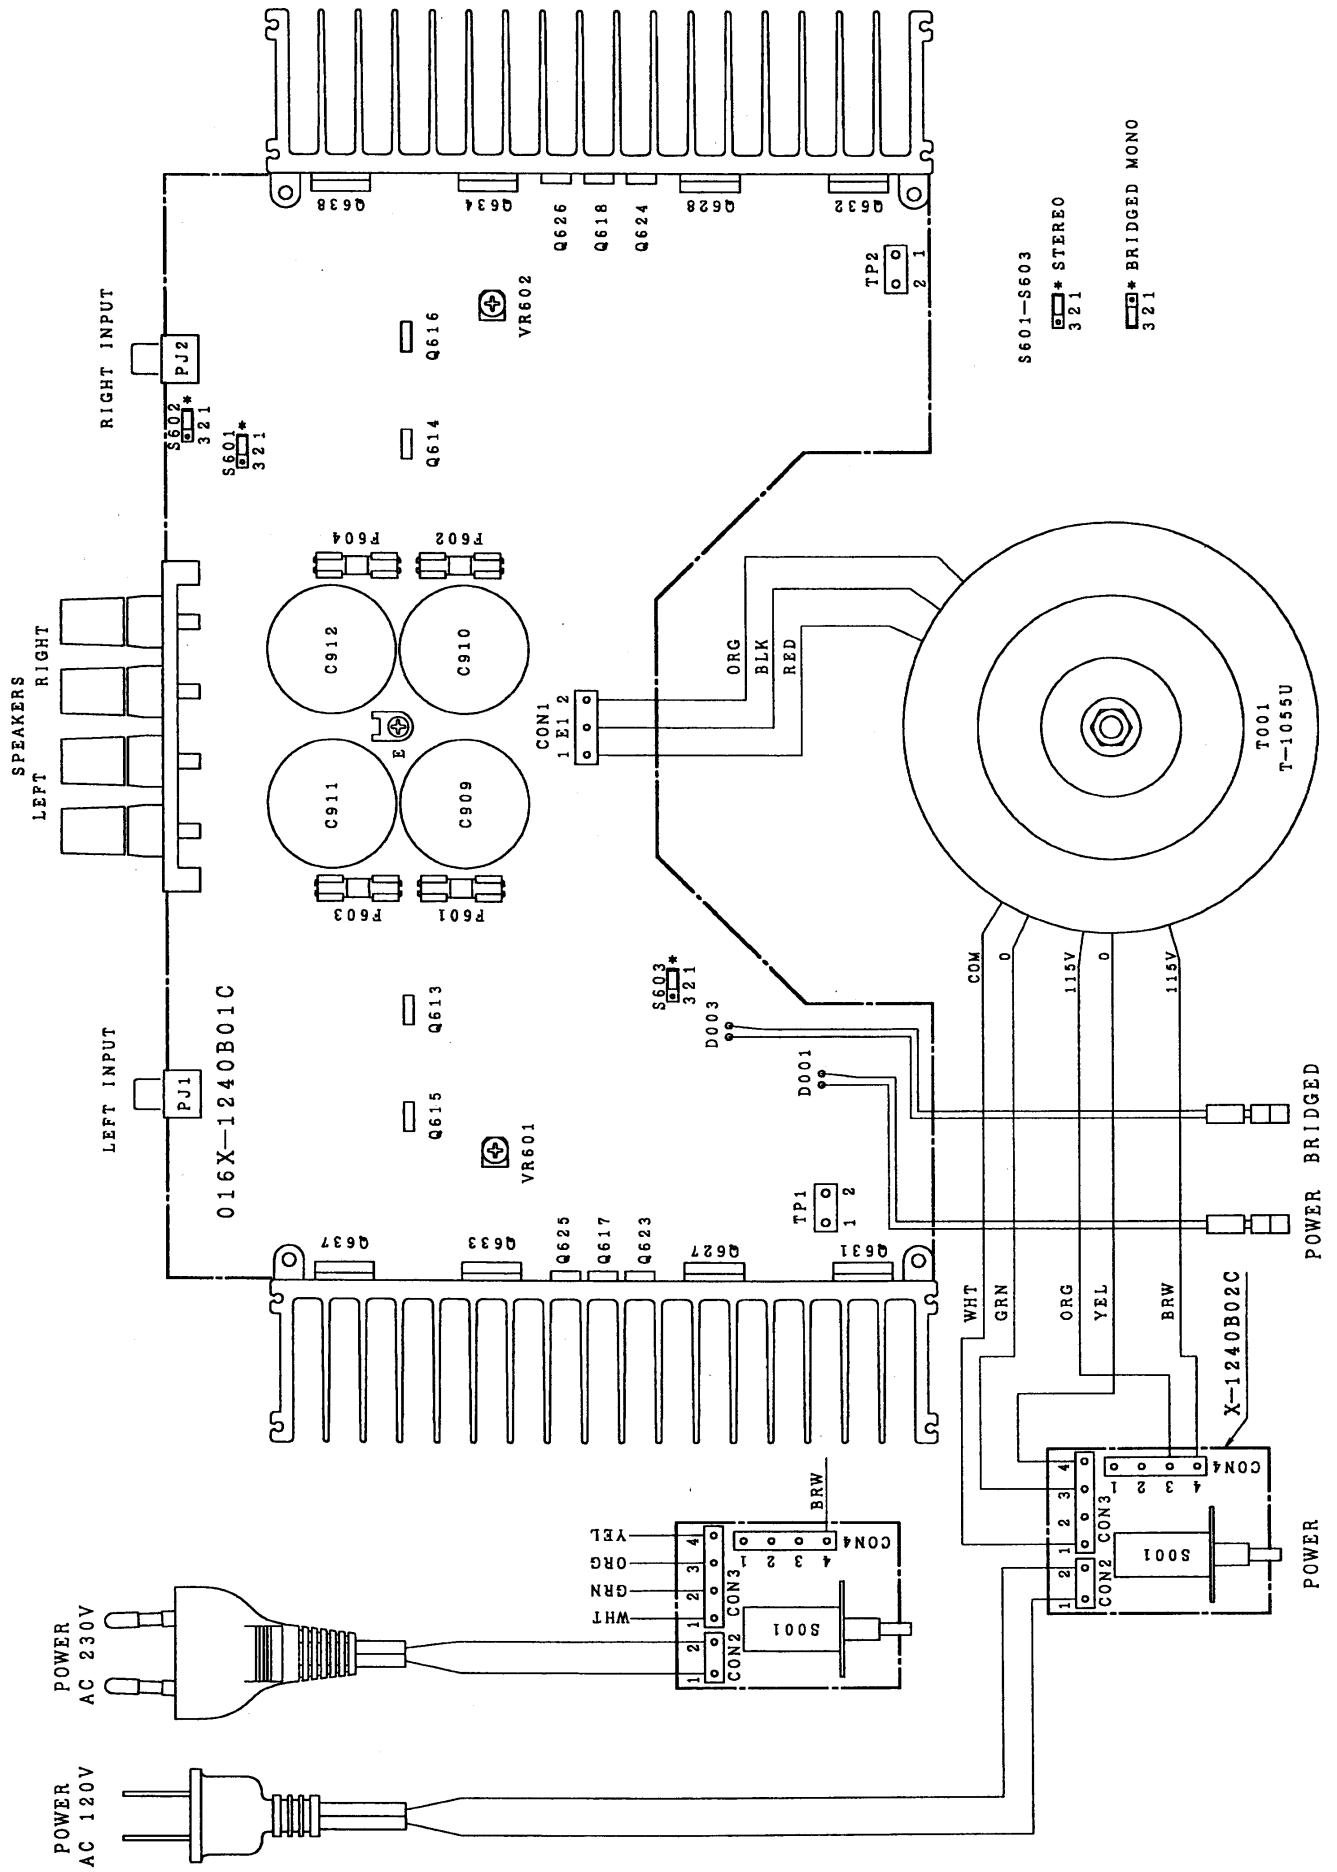 POWER
AC 120V
POWER
AC 230V
LEFT INPUT
PJ1
016X-1240B01C
SPEAKERS
LEFT RIGHT
RIGHT INPUT
PJ2
S602 *
3 2 1
S601 *
3 2 1
Q637
Q633
Q625
Q617
Q623
Q627
Q631
Q615
Q613
VR601
TP1
1 2
F603
F601
C911
C909
E
C912
C910
F604
F602
Q614
Q616
VR602
Q638
Q634
Q626
Q618
Q624
Q628
Q632
TP2
2 1
S603 *
3 2 1
D003
D001
CON1
1 E1 2
ORG
BLK
RED
S601-S603
* STEREO
3 2 1
* BRIDGED MONO
3 2 1
T001
T-1055U
WHT COM
GRN 0
ORG 115V
YEL 0
BRW 115V
WHT GRN ORG YEL
1 2 1 2 3 4
CON2 CON3
1 2 3 4
CON4
S001
BRW
X-1240B02C
1 2 1 2 3 4
CON2 CON3
1 2 3 4
CON4
S001
POWER
POWER
BRIDGED